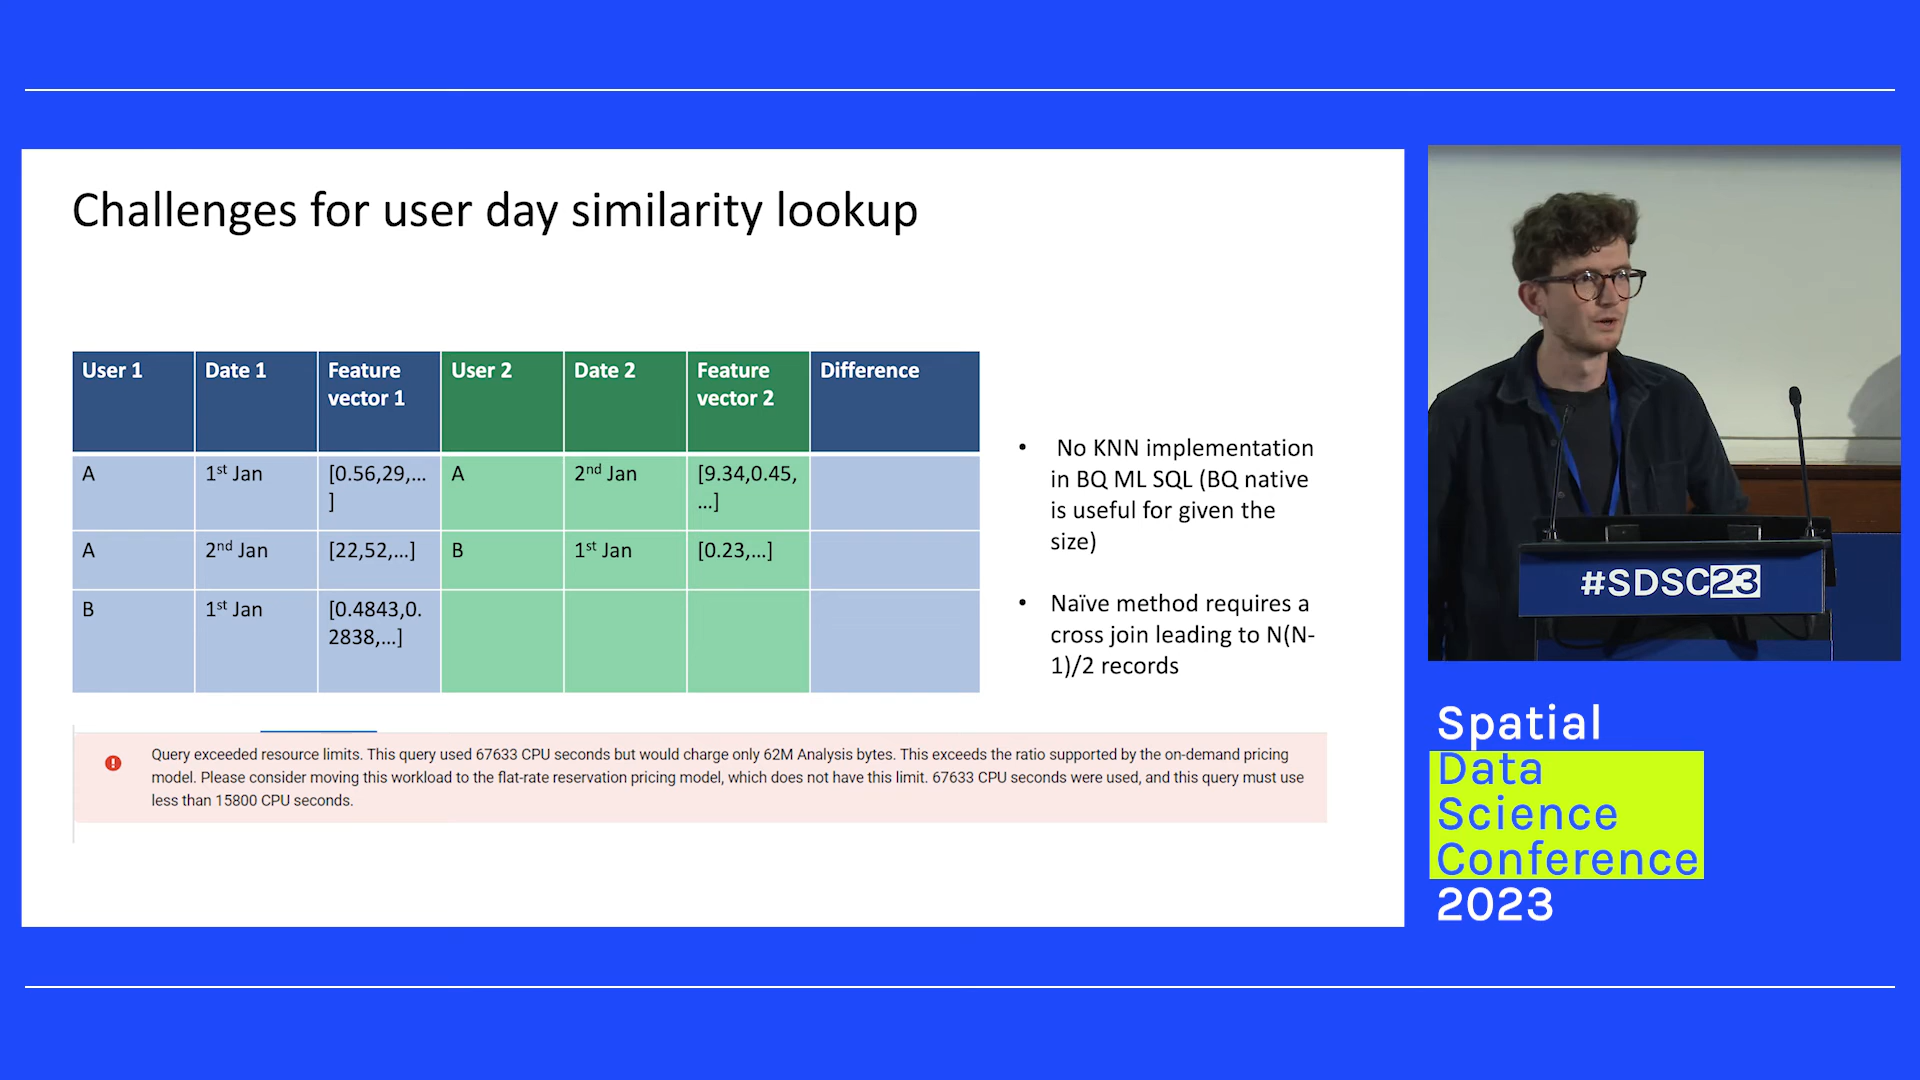 Challenges for user day similarity lookup
User 1 Date 1 Feature vector 1 User 2 Date 2 Feature vector 2 Difference
A 1st Jan [0.56,29,...] A 2nd Jan [9.34,0.45,...]
A 2nd Jan [22,52,...] B 1st Jan [0.23,...]
B 1st Jan [0.4843,0.2838,...]
• No KNN implementation
in BQ ML SQL (BQ native
is useful for given the
size)
• Naïve method requires a
cross join leading to N(N-
1)/2 records
Query exceeded resource limits. This query used 67633 CPU seconds but would charge only 62M Analysis bytes. This exceeds the ratio supported by the on-demand pricing
model. Please consider moving this workload to the flat-rate reservation pricing model, which does not have this limit. 67633 CPU seconds were used, and this query must use
less than 15800 CPU seconds.
#SDSC23
Spatial
Data
Science
Conference
2023